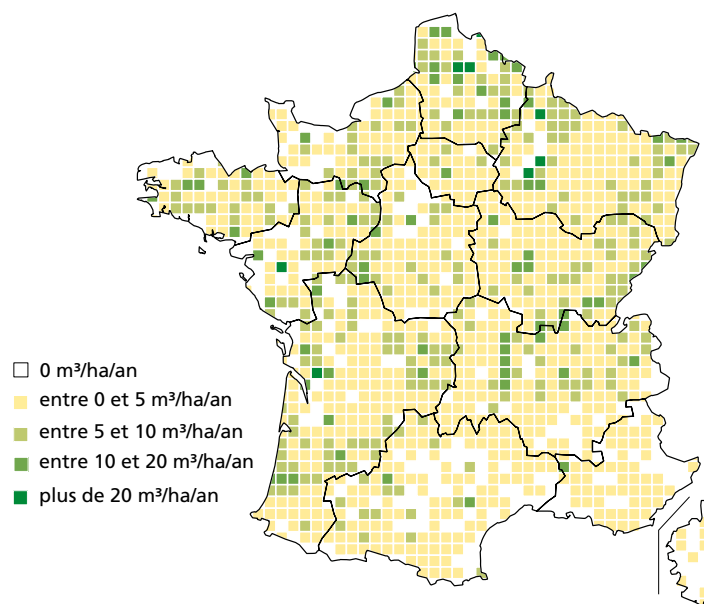 0 m³/ha/an
entre 0 et 5 m³/ha/an
entre 5 et 10 m³/ha/an
entre 10 et 20 m³/ha/an
plus de 20 m³/ha/an